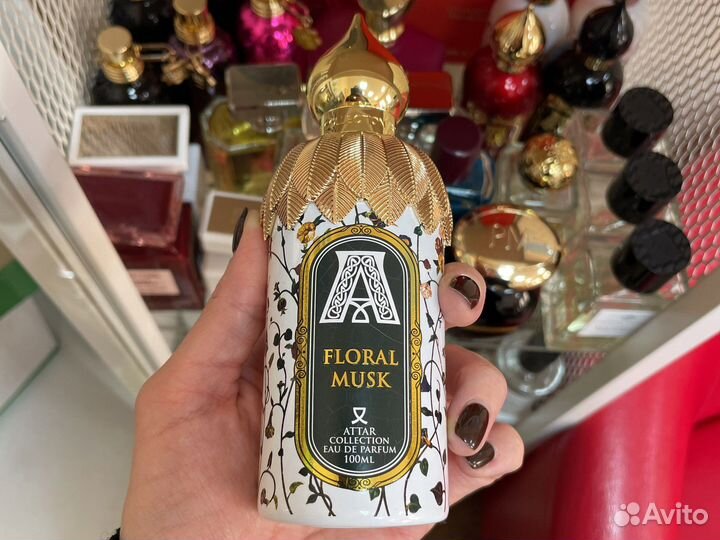 A
FLORAL
MUSK
ATTAR
COLLECTION
EAU DE PARFUM
100ML
Avito